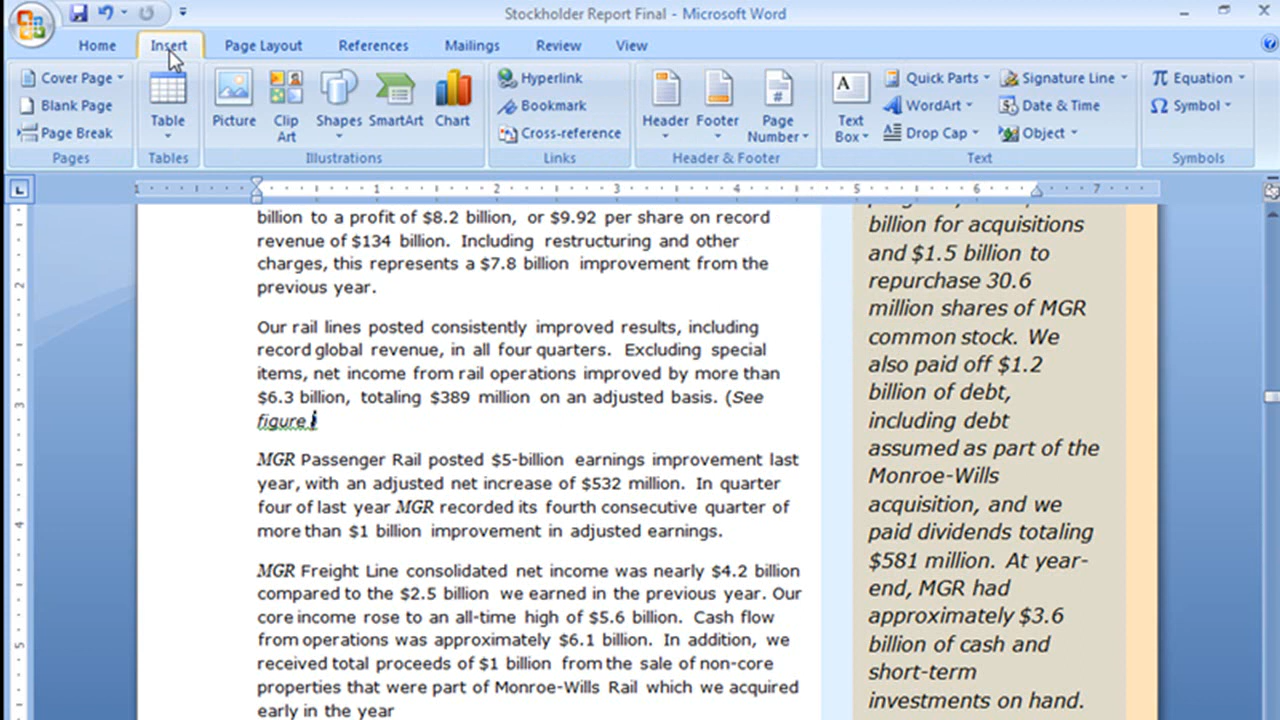 Stockholder Report Final - Microsoft Word
Home Insert Page Layout References Mailings Review View
Cover Page
Blank Page
Page Break
Pages
Table
Tables
Picture
Clip Art
Shapes
SmartArt
Chart
Illustrations
Hyperlink
Bookmark
Cross-reference
Links
Header
Footer
Page Number
Header & Footer
A
Text Box
Quick Parts
WordArt
Drop Cap
Signature Line
Date & Time
Object
Text
π Equation
Ω Symbol
Symbols
1 1 2 3 4 5 6 7
2
3
4
5
billion to a profit of $8.2 billion, or $9.92 per share on record
revenue of $134 billion. Including restructuring and other
charges, this represents a $7.8 billion improvement from the
previous year.
Our rail lines posted consistently improved results, including
record global revenue, in all four quarters. Excluding special
items, net income from rail operations improved by more than
$6.3 billion, totaling $389 million on an adjusted basis. (See
figure
MGR Passenger Rail posted $5-billion earnings improvement last
year, with an adjusted net increase of $532 million. In quarter
four of last year MGR recorded its fourth consecutive quarter of
more than $1 billion improvement in adjusted earnings.
MGR Freight Line consolidated net income was nearly $4.2 billion
compared to the $2.5 billion we earned in the previous year. Our
core income rose to an all-time high of $5.6 billion. Cash flow
from operations was approximately $6.1 billion. In addition, we
received total proceeds of $1 billion from the sale of non-core
properties that were part of Monroe-Wills Rail which we acquired
early in the year
billion for acquisitions
and $1.5 billion to
repurchase 30.6
million shares of MGR
common stock. We
also paid off $1.2
billion of debt,
including debt
assumed as part of the
Monroe-Wills
acquisition, and we
paid dividends totaling
$581 million. At year-
end, MGR had
approximately $3.6
billion of cash and
short-term
investments on hand.